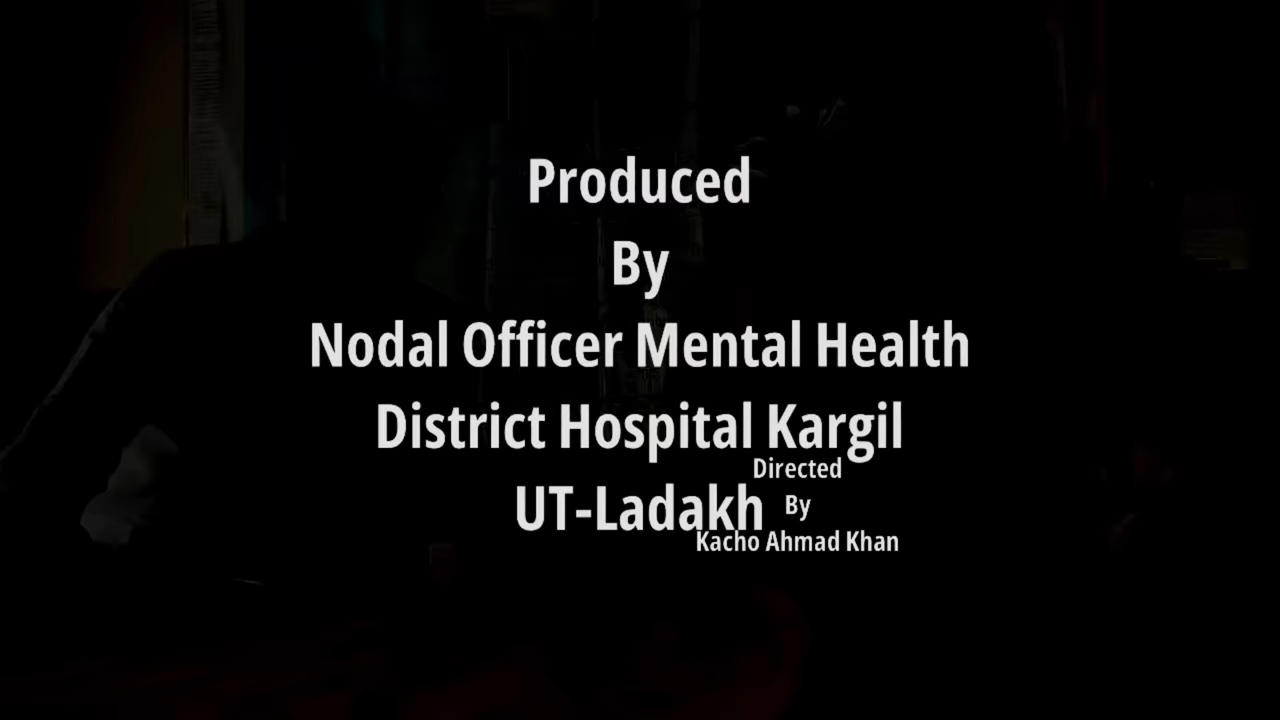 Produced
By
Nodal Officer Mental Health
District Hospital Kargil
UT-Ladakh
Directed
By
Kacho Ahmad Khan